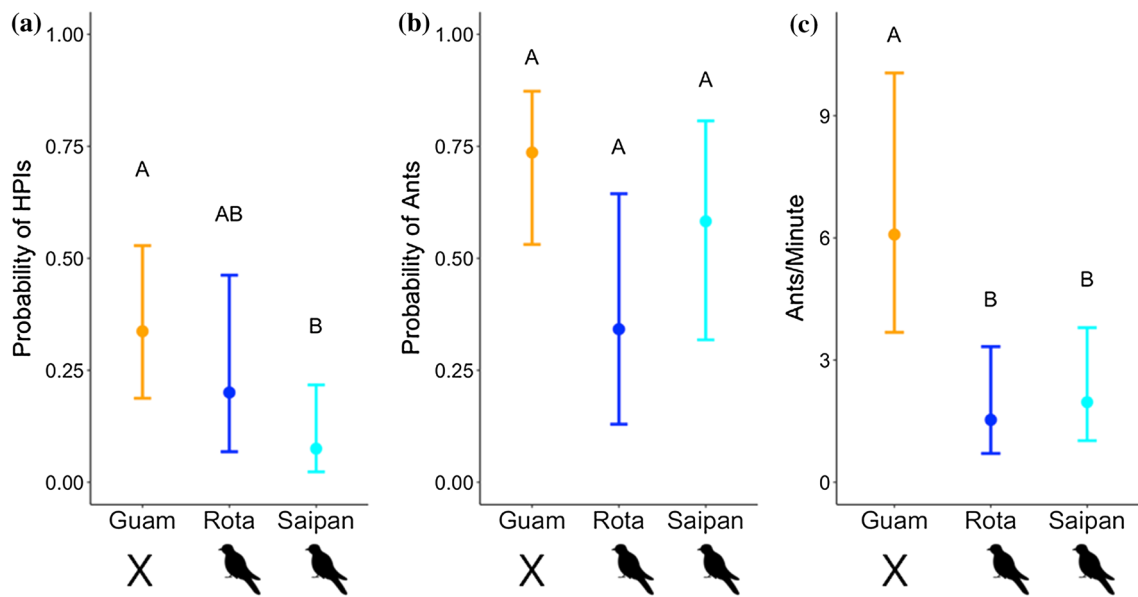 (a)
Probability of HPIs
1.00
0.75
0.50
0.25
0.00
A
AB
B
Guam Rota Saipan
X
(b)
Probability of Ants
1.00
0.75
0.50
0.25
0.00
A
A
A
Guam Rota Saipan
X
(c)
Ants/Minute
9
6
3
0
A
B
B
Guam Rota Saipan
X